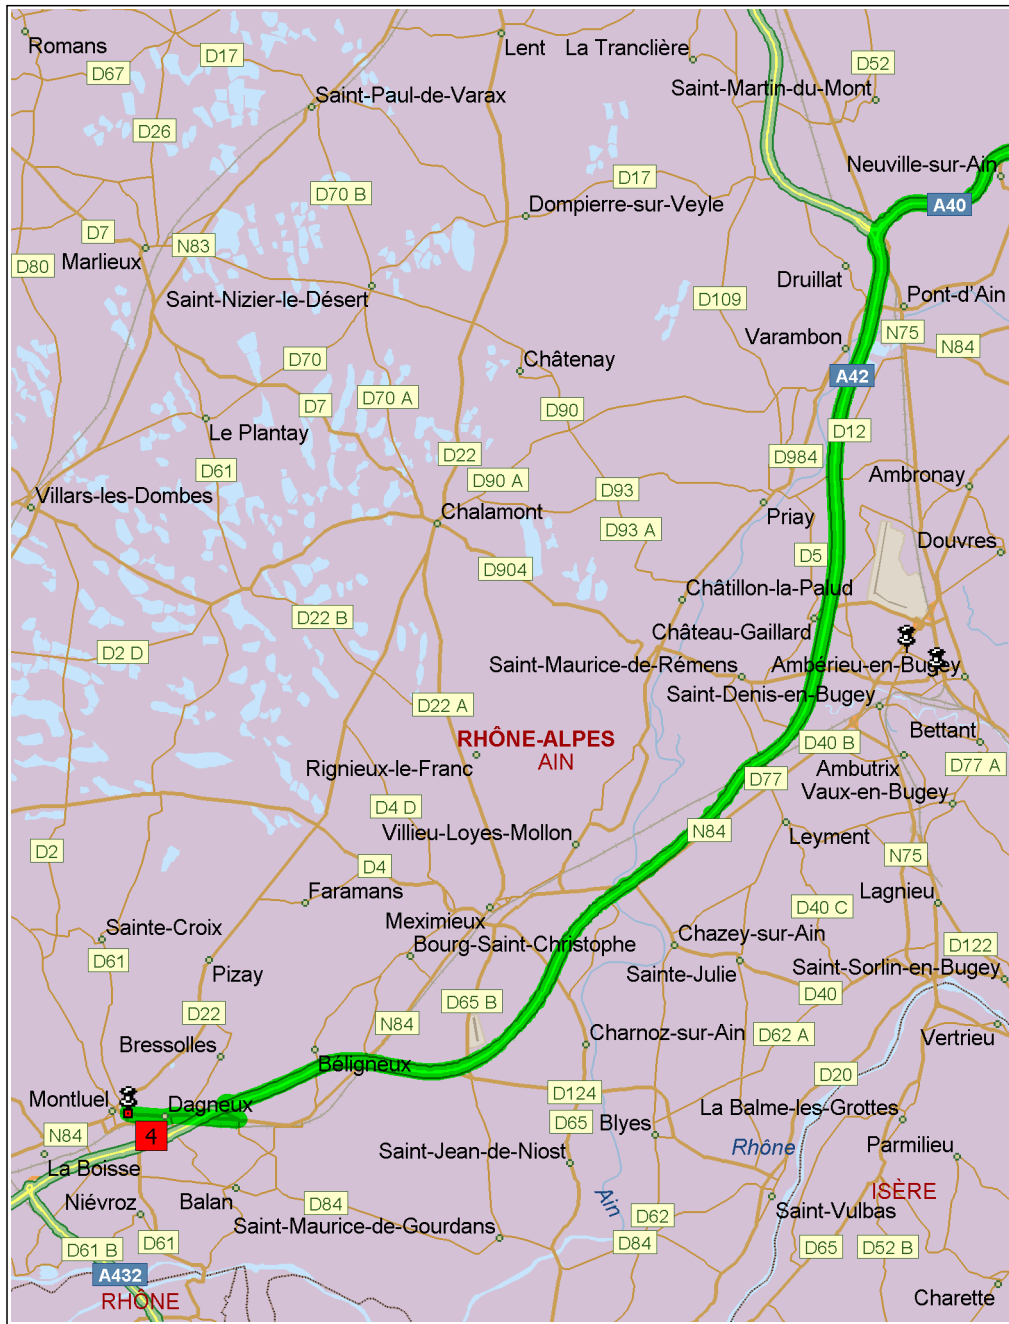 Romans
Lent
La Tranclière
D17
D52
D67
Saint-Paul-de-Varax
Saint-Martin-du-Mont
D26
Neuville-sur-Ain
D17
D70 B
Dompierre-sur-Veyle
A40
D7
N83
Marlieux
D80
Saint-Nizier-le-Désert
Druillat
D109
Pont-d'Ain
Varambon
N75
N84
D70
Châtenay
A42
D7
D70 A
D90
Le Plantay
D12
D22
D984
D61
D90 A
D93
Ambronay
Villars-les-Dombes
Chalamont
Priay
D93 A
Douvres
D5
D904
Châtillon-la-Palud
D22 B
Château-Gaillard
D2 D
Saint-Maurice-de-Rémens
Ambérieu-en-Bugey
Saint-Denis-en-Bugey
D22 A
Bettant
RHÔNE-ALPES
D40 B
AIN
Rignieux-le-Franc
Ambutrix
D77 A
D77
Vaux-en-Bugey
D4 D
Villieu-Loyes-Mollon
N84
Leyment
D2
N75
D4
Faramans
Lagnieu
Meximieux
D40 C
Sainte-Croix
Chazey-sur-Ain
Bourg-Saint-Christophe
D122
D61
Pizay
Sainte-Julie
Saint-Sorlin-en-Bugey
D40
D65 B
D22
N84
Charnoz-sur-Ain
D62 A
Vertrieu
Bressolles
Béligneux
D20
D124
Montluel
Dagneux
La Balme-les-Grottes
D65
Blyes
4
N84
Rhône
Parmilieu
Saint-Jean-de-Niost
La Boisse
ISÈRE
Niévroz
Balan
D84
Ain
Saint-Vulbas
D62
Saint-Maurice-de-Gourdans
D61 B
D61
D84
D65
D52 B
A432
RHÔNE
Charette